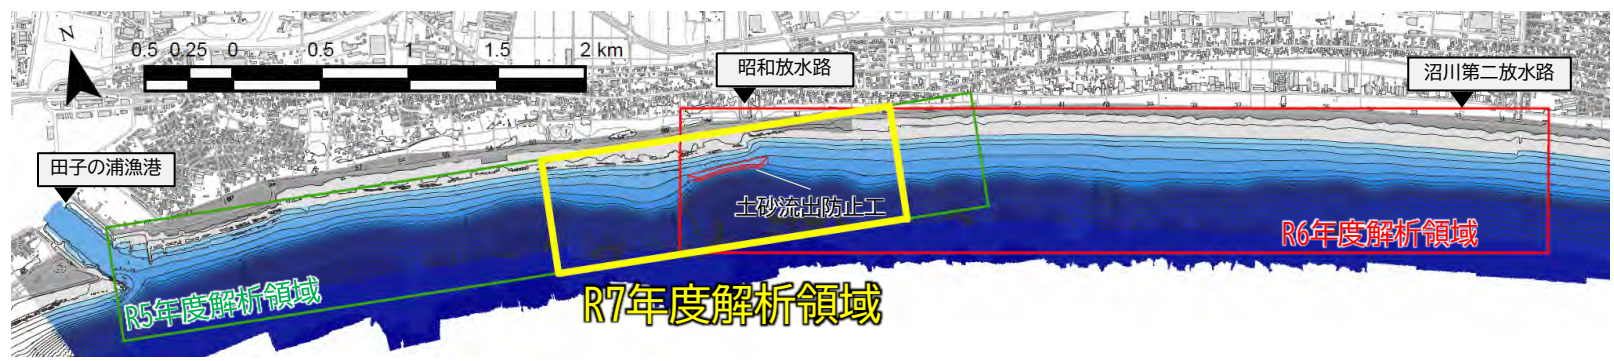 N
0.5 0.25 0 0.5 1 1.5 2 km
昭和放水路
沼川第二放水路
田子の浦漁港
土砂流出防止工
R6年度解析領域
R5年度解析領域
R7年度解析領域